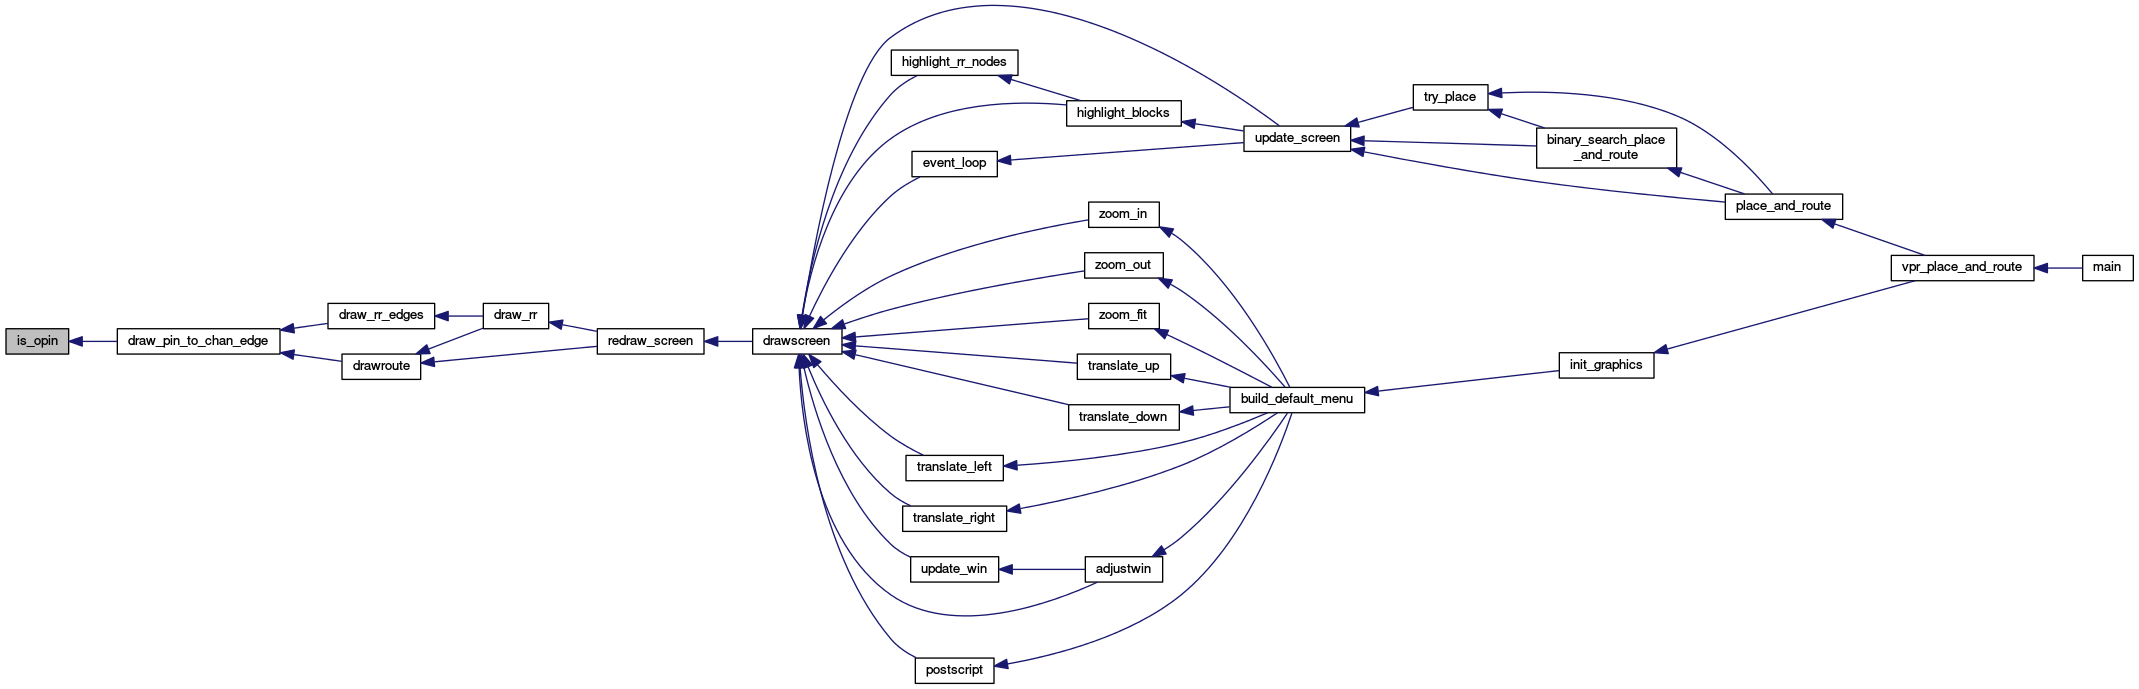 is_opin
draw_pin_to_chan_edge
draw_rr_edges
drawroute
draw_rr
redraw_screen
drawscreen
highlight_rr_nodes
highlight_blocks
event_loop
update_screen
zoom_in
zoom_out
zoom_fit
translate_up
translate_down
translate_left
translate_right
update_win
adjustwin
postscript
build_default_menu
try_place
binary_search_place
_and_route
place_and_route
init_graphics
vpr_place_and_route
main